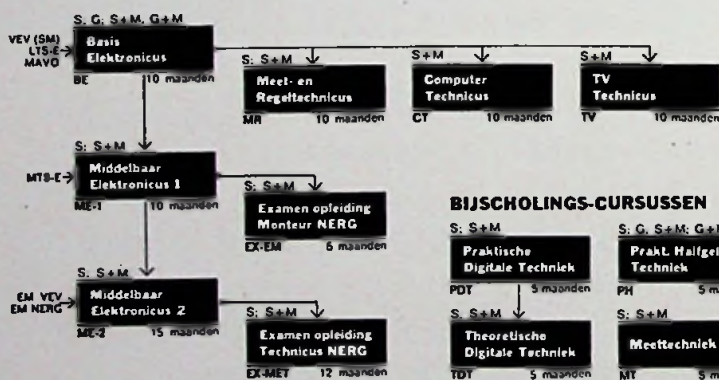 S; G; S+M, G+M
VEV (SM)
LTS-E
MAVO
Basis
Elektronicus
BE 10 maanden
S; S+M
Meet- en
Regeltechnicus
MR 10 maanden
S+M
Computer
Technicus
CT 10 maanden
S+M
TV
Technicus
TV 10 maanden
S; S+M
MTS-E
Middelbaar
Elektronicus 1
ME-1 10 maanden
S; S+M
Examen opleiding
Monteur NERG
EX-EM 6 maanden
S; S+M
EM VEV
EM NERG
Middelbaar
Elektronicus 2
ME-2 15 maanden
S; S+M
Examen opleiding
Technicus NERG
EX-MET 12 maanden
BIJSCHOLINGS-CURSUSSEN
S; S+M
Praktische
Digitale Techniek
PDT 5 maanden
S; G, S+M; G+M
Prakt. Halfgel
Techniek
PH 5 m
S; S+M
Theoretische
Digitale Techniek
TDT 5 maanden
S; S+M
Meettechniek
MT 5 m